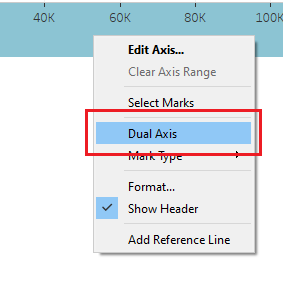 40K 60K 80K 100K
Edit Axis...
Clear Axis Range
Select Marks
Dual Axis
Mark Type
Format...
Show Header
Add Reference Line